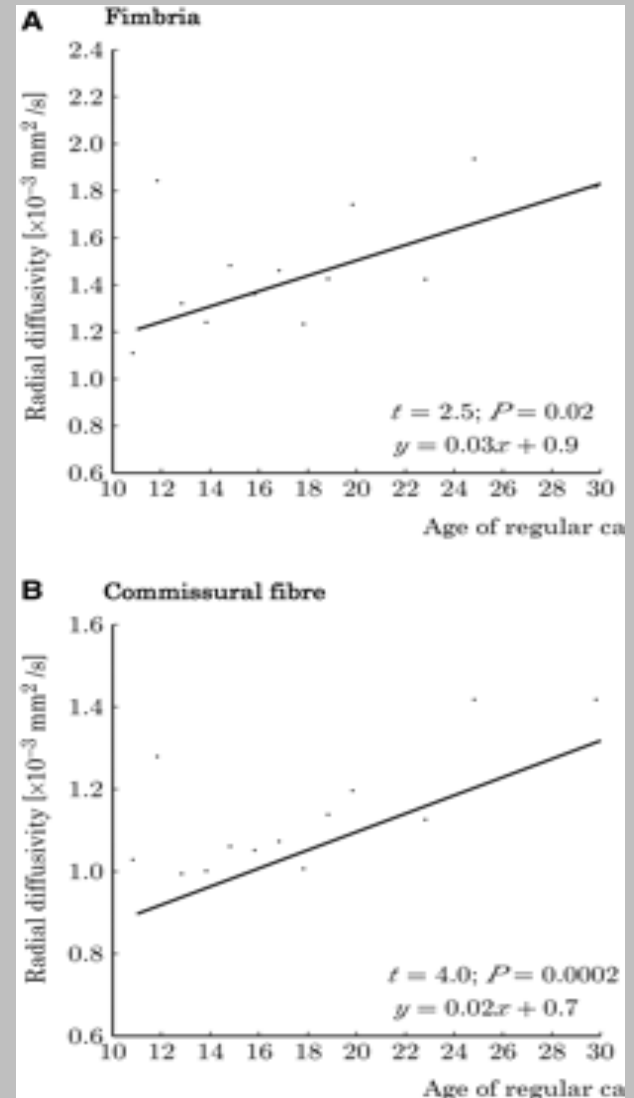 A Fimbria
Radial diffusivity [×10⁻³ mm² /s]
2.4
2.2
2.0
1.8
1.6
1.4
1.2
1.0
0.8
0.6
t = 2.5; P = 0.02
y = 0.03x + 0.9
10 12 14 16 18 20 22 24 26 28 30
Age of regular ca
B Commissural fibre
Radial diffusivity [×10⁻³ mm² /s]
1.6
1.4
1.2
1.0
0.8
0.6
t = 4.0; P = 0.0002
y = 0.02x + 0.7
10 12 14 16 18 20 22 24 26 28 30
Age of regular ca